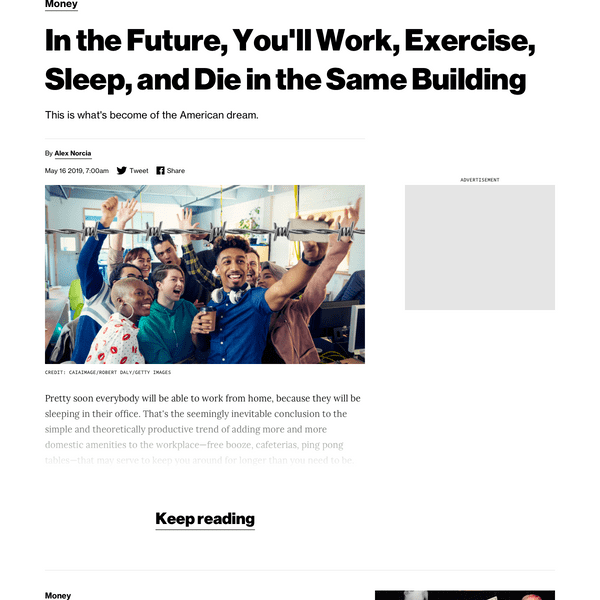 Money
In the Future, You'll Work, Exercise,
Sleep, and Die in the Same Building
This is what's become of the American dream.
By Alex Norcia
May 16 2019, 7:00am Tweet Share
ADVERTISEMENT
CREDIT: CAIAIMAGE/ROBERT DALY/GETTY IMAGES
Pretty soon everybody will be able to work from home, because they will be
sleeping in their office. That's the seemingly inevitable conclusion to the
simple and theoretically productive trend of adding more and more
domestic amenities to the workplace—free booze, cafeterias, ping pong
tables—that may serve to keep you around for longer than you need to be.
Keep reading
Money